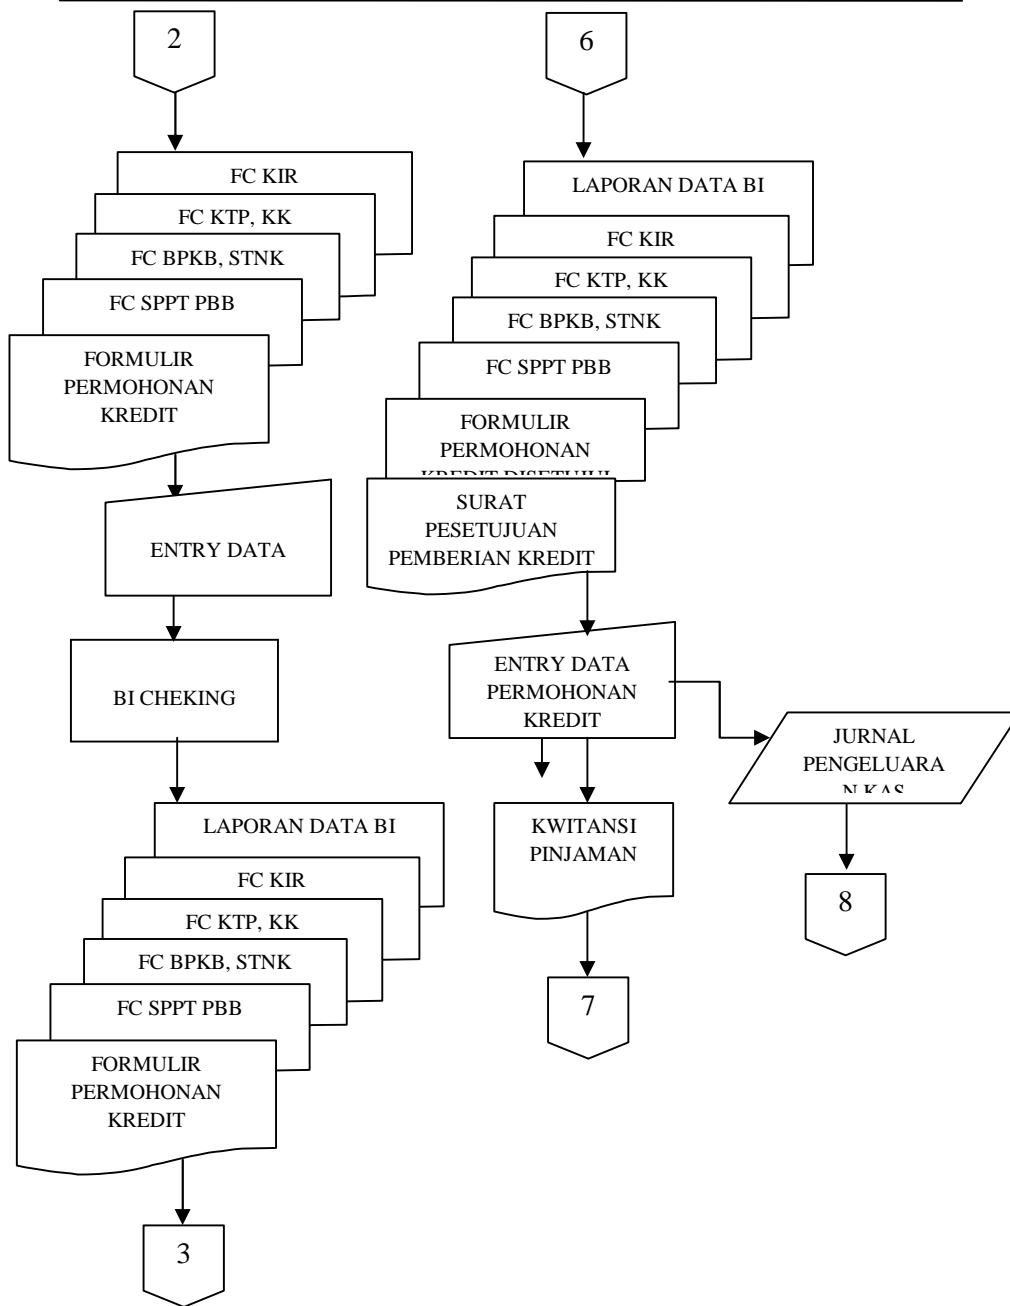 2
FC KIR
FC KTP, KK
FC BPKB, STNK
FC SPPT PBB
FORMULIR
PERMOHONAN
KREDIT
ENTRY DATA
BI CHEKING
LAPORAN DATA BI
FC KIR
FC KTP, KK
FC BPKB, STNK
FC SPPT PBB
FORMULIR
PERMOHONAN
KREDIT
3
6
LAPORAN DATA BI
FC KIR
FC KTP, KK
FC BPKB, STNK
FC SPPT PBB
FORMULIR
PERMOHONAN
KREDIT DISETUJUI
SURAT
PESETUJUAN
PEMBERIAN KREDIT
ENTRY DATA
PERMOHONAN
KREDIT
KWITANSI
PINJAMAN
7
JURNAL
PENGELUARA
N KAS
8